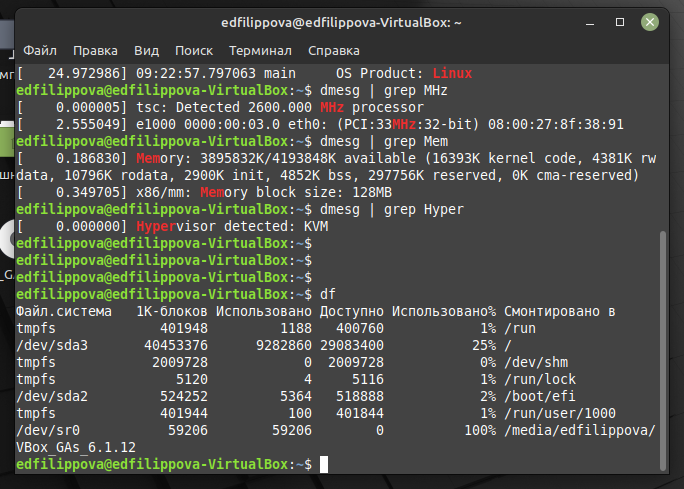 edfilippova@edfilippova-VirtualBox: ~
Файл Правка Вид Поиск Терминал Справка
[   24.972986] 09:22:57.797063 main     OS Product: Linux
edfilippova@edfilippova-VirtualBox:~$ dmesg | grep MHz
[    0.000005] tsc: Detected 2600.000 MHz processor
[    2.555049] e1000 0000:00:03.0 eth0: (PCI:33MHz:32-bit) 08:00:27:8f:38:91
edfilippova@edfilippova-VirtualBox:~$ dmesg | grep Mem
[    0.186830] Memory: 3895832K/4193848K available (16393K kernel code, 4381K rw
data, 10796K rodata, 2900K init, 4852K bss, 297756K reserved, 0K cma-reserved)
[    0.349705] x86/mm: Memory block size: 128MB
edfilippova@edfilippova-VirtualBox:~$ dmesg | grep Hyper
[    0.000000] Hypervisor detected: KVM
edfilippova@edfilippova-VirtualBox:~$
edfilippova@edfilippova-VirtualBox:~$
edfilippova@edfilippova-VirtualBox:~$
edfilippova@edfilippova-VirtualBox:~$ df
Файл.система   1K-блоков Использовано Доступно Использовано% Смонтировано в
tmpfs             401948         1188   400760            1% /run
/dev/sda3       40453376      9282860 29083400           25% /
tmpfs            2009728            0  2009728            0% /dev/shm
tmpfs               5120            4     5116            1% /run/lock
/dev/sda2         524252         5364   518888            2% /boot/efi
tmpfs             401944          100   401844            1% /run/user/1000
/dev/sr0           59206        59206        0          100% /media/edfilippova/
VBox_GAs_6.1.12
edfilippova@edfilippova-VirtualBox:~$